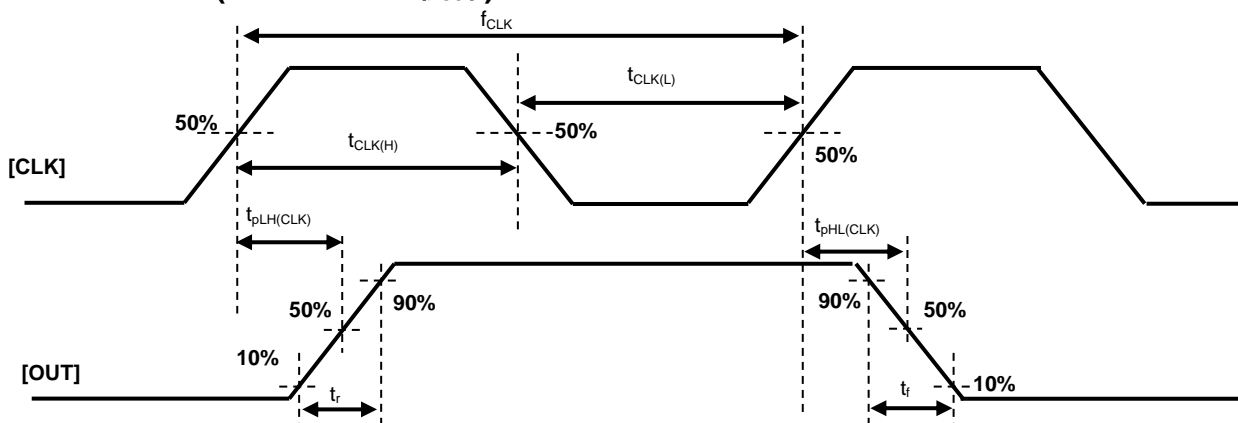 fCLK
tCLK(L)
50%
50%
tCLK(H)
50%
[CLK]
tpLH(CLK)
tpHL(CLK)
50%
90%
90%
50%
10%
[OUT]
tr
tf
10%